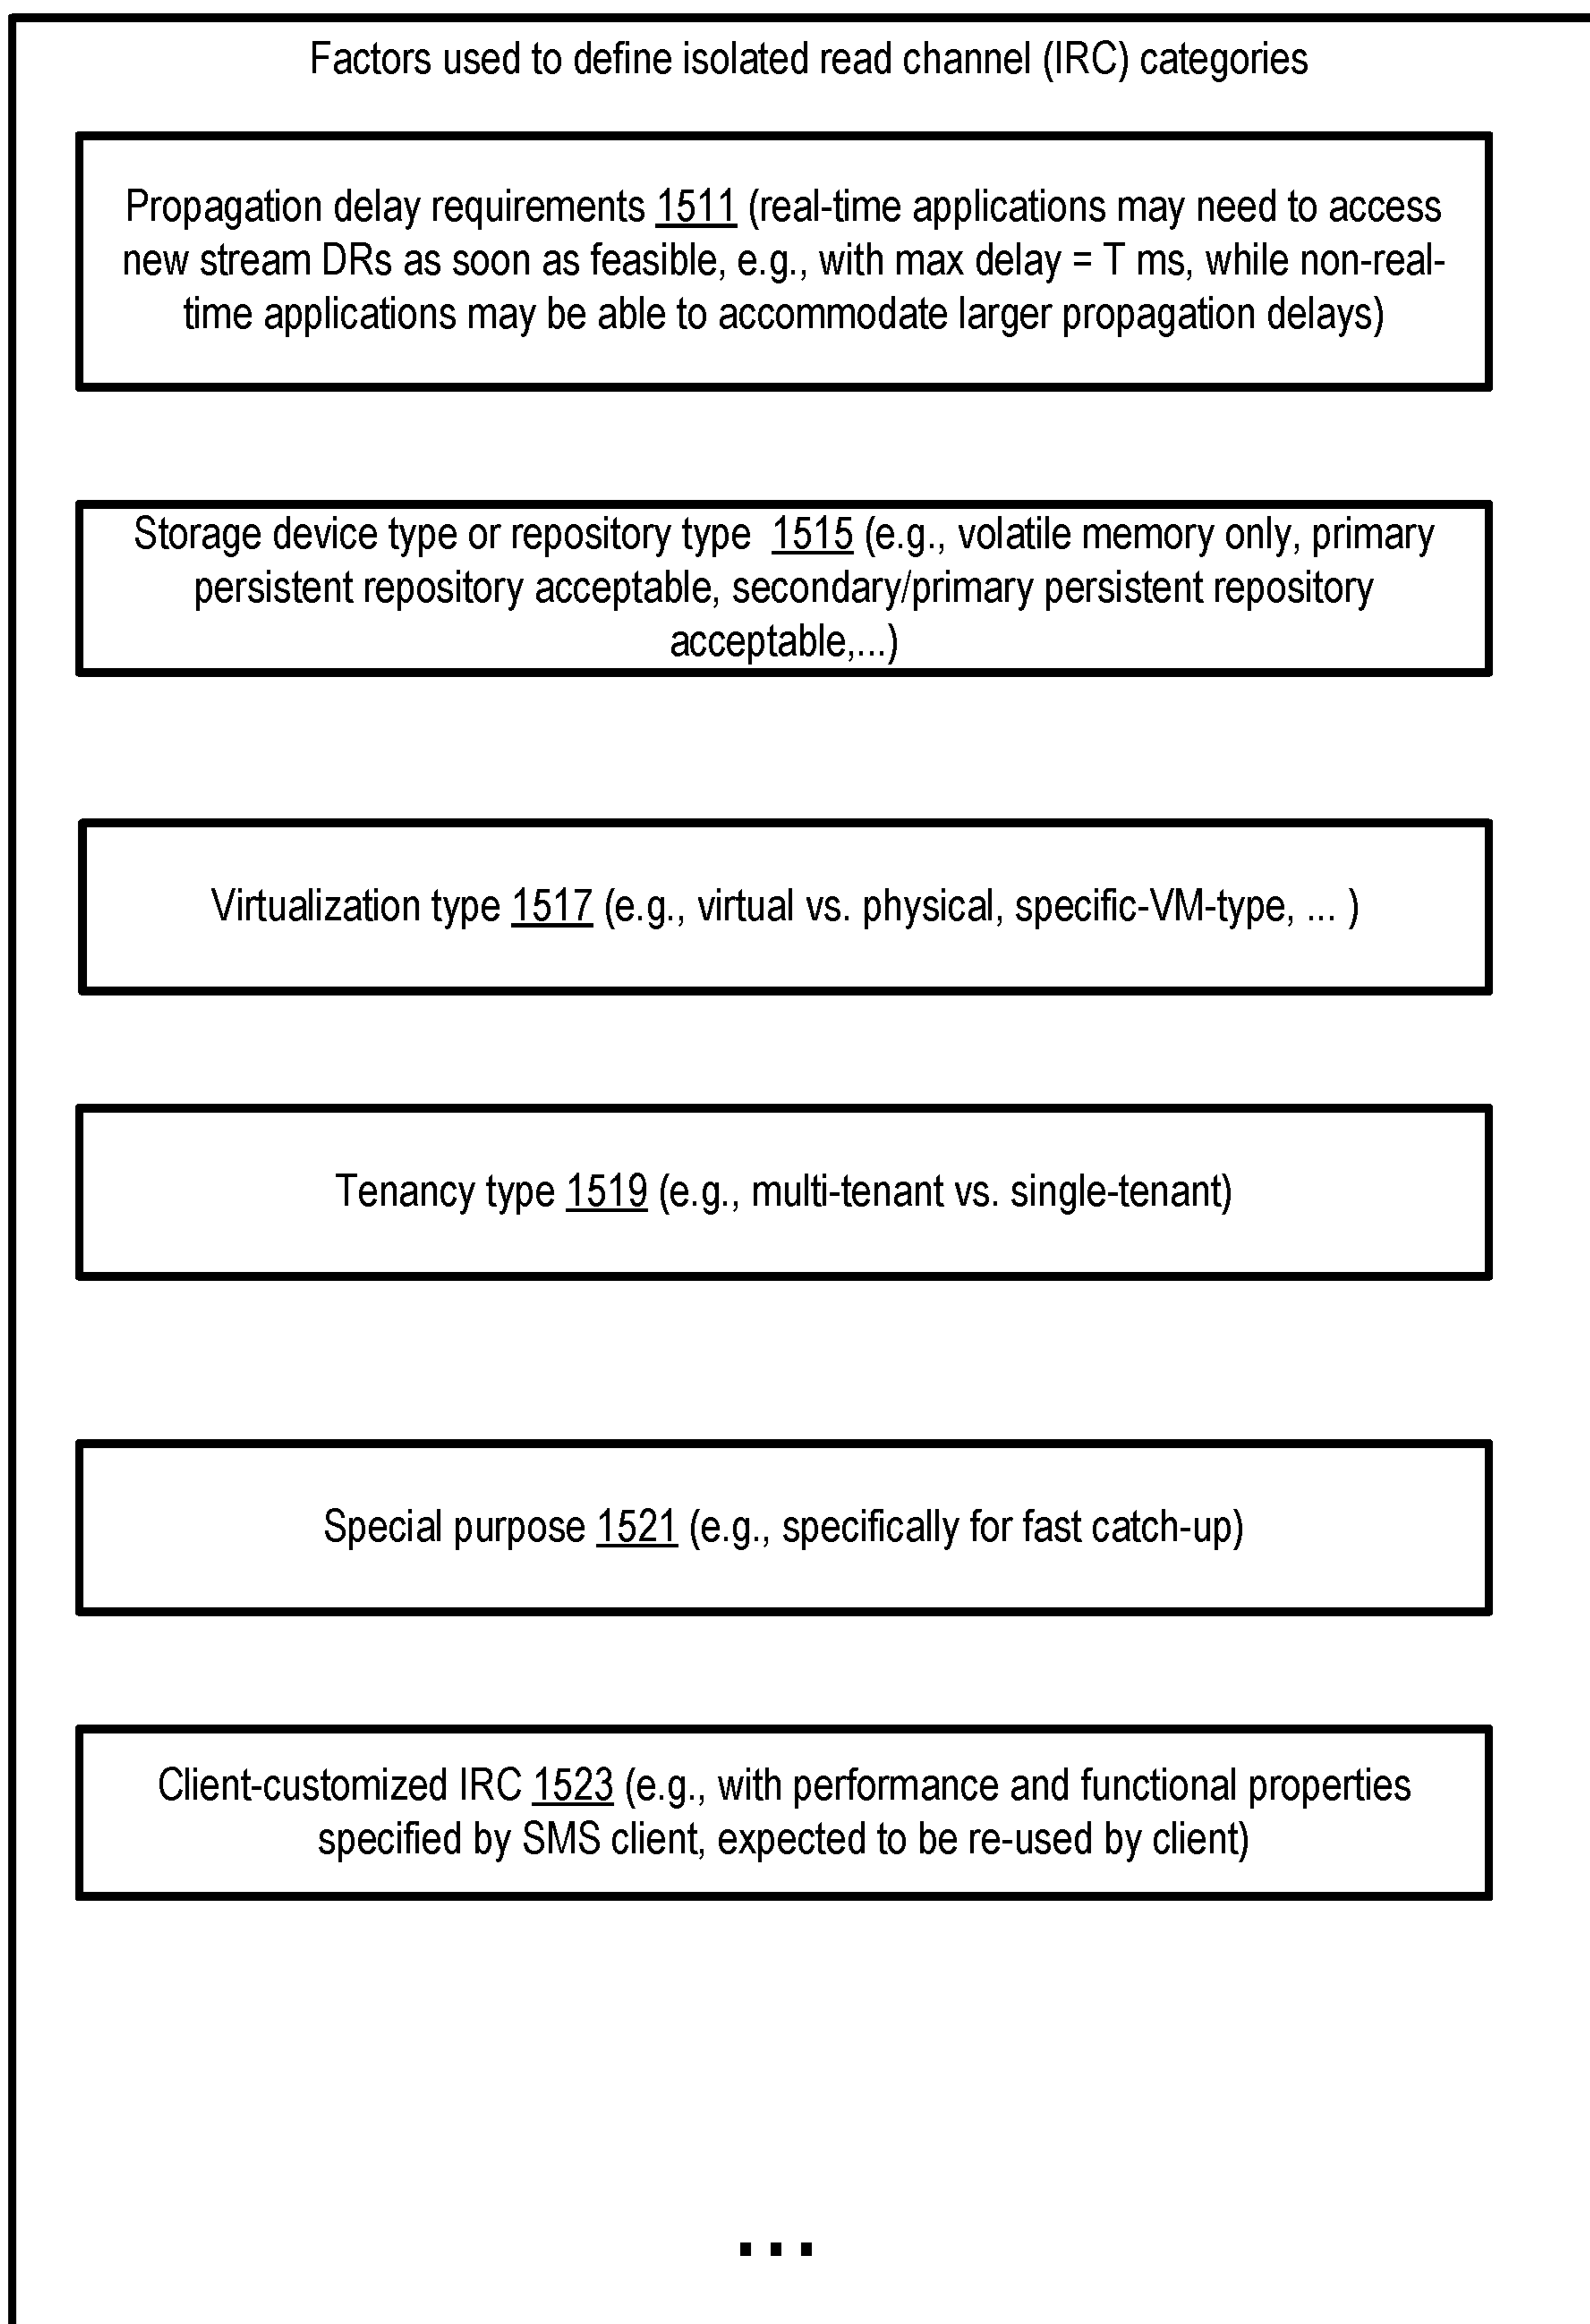 Factors used to define isolated read channel (IRC) categories
Propagation delay requirements 1511 (real-time applications may need to access
new stream DRs as soon as feasible, e.g., with max delay = T ms, while non-real-
time applications may be able to accommodate larger propagation delays)
Storage device type or repository type 1515 (e.g., volatile memory only, primary
persistent repository acceptable, secondary/primary persistent repository
acceptable,...)
Virtualization type 1517 (e.g., virtual vs. physical, specific-VM-type, ... )
Tenancy type 1519 (e.g., multi-tenant vs. single-tenant)
Special purpose 1521 (e.g., specifically for fast catch-up)
Client-customized IRC 1523 (e.g., with performance and functional properties
specified by SMS client, expected to be re-used by client)
...